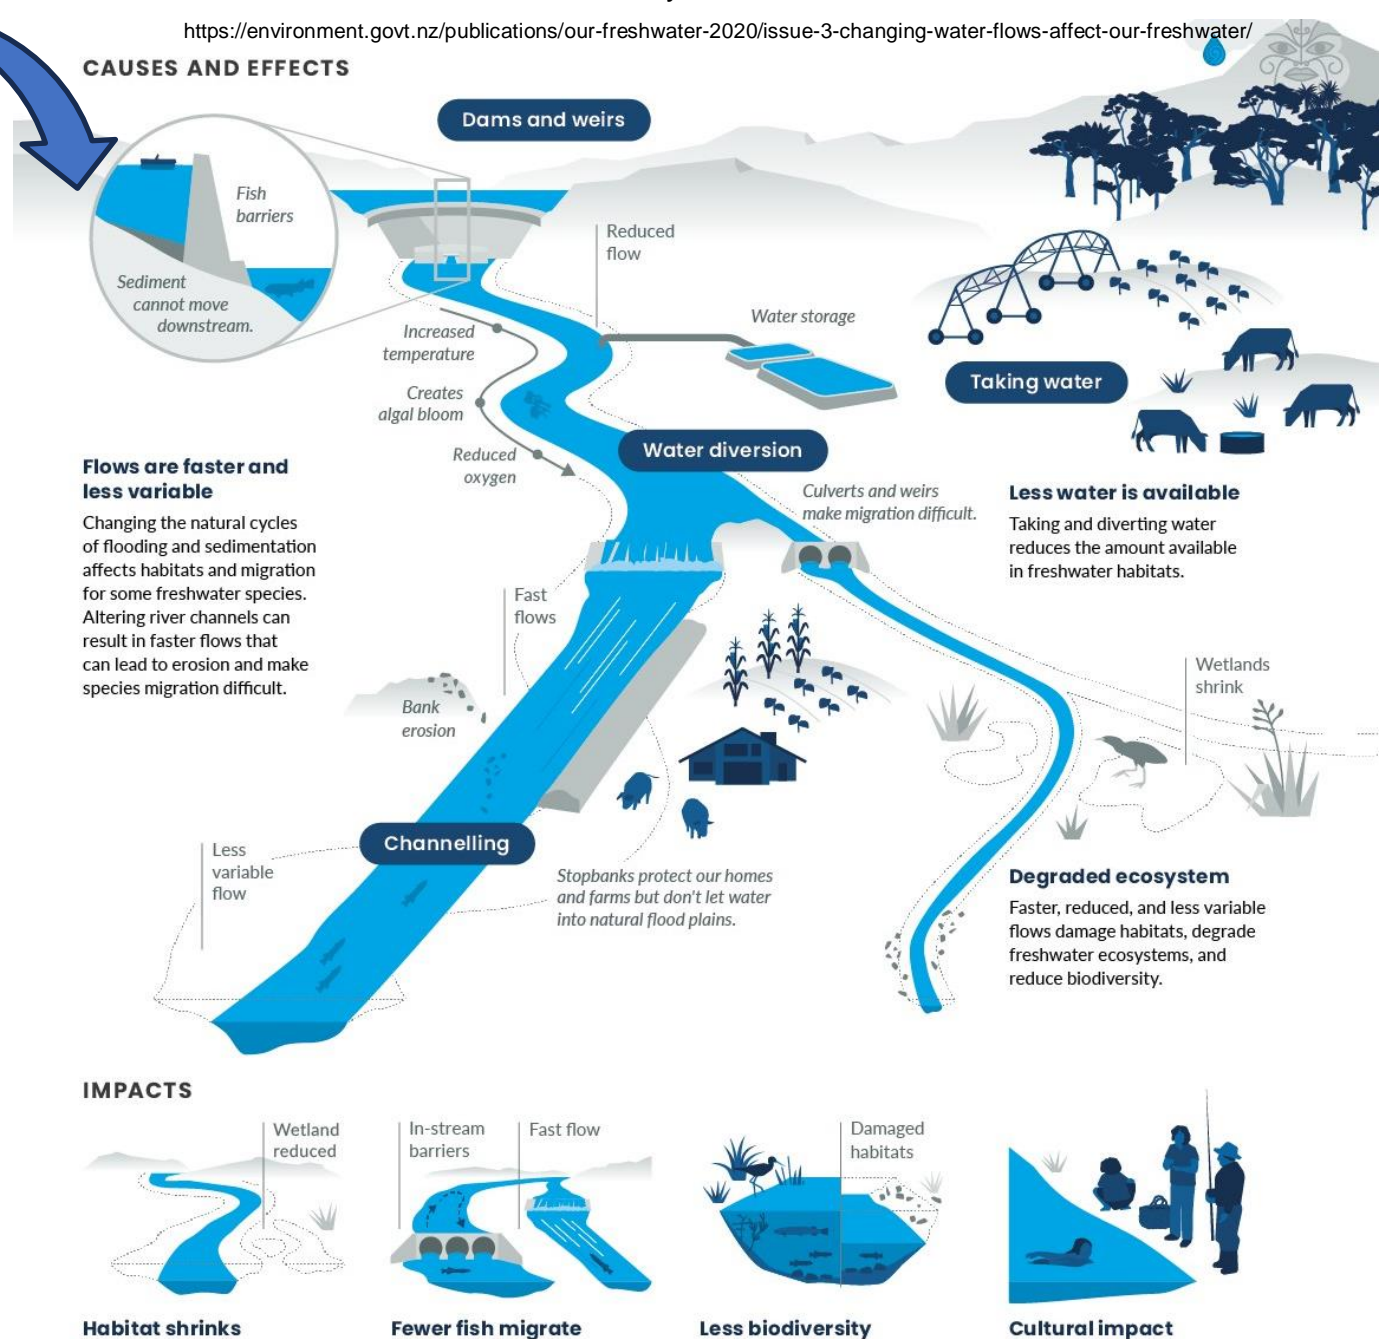 https://environment.govt.nz/publications/our-freshwater-2020/issue-3-changing-water-flows-affect-our-freshwater/
CAUSES AND EFFECTS
Dams and weirs
Fish
barriers
Sediment
cannot move
downstream.
Reduced
flow
Increased
temperature
Water storage
Creates
algal bloom
Taking water
Reduced
oxygen
Water diversion
Flows are faster and
less variable
Changing the natural cycles
of flooding and sedimentation
affects habitats and migration
for some freshwater species.
Altering river channels can
result in faster flows that
can lead to erosion and make
species migration difficult.
Culverts and weirs
make migration difficult.
Less water is available
Taking and diverting water
reduces the amount available
in freshwater habitats.
Fast
flows
Bank
erosion
Wetlands
shrink
Channelling
Less
variable
flow
Stopbanks protect our homes
and farms but don't let water
into natural flood plains.
Degraded ecosystem
Faster, reduced, and less variable
flows damage habitats, degrade
freshwater ecosystems, and
reduce biodiversity.
IMPACTS
Wetland
reduced
In-stream
barriers
Fast flow
Damaged
habitats
Habitat shrinks
Fewer fish migrate
Less biodiversity
Cultural impact